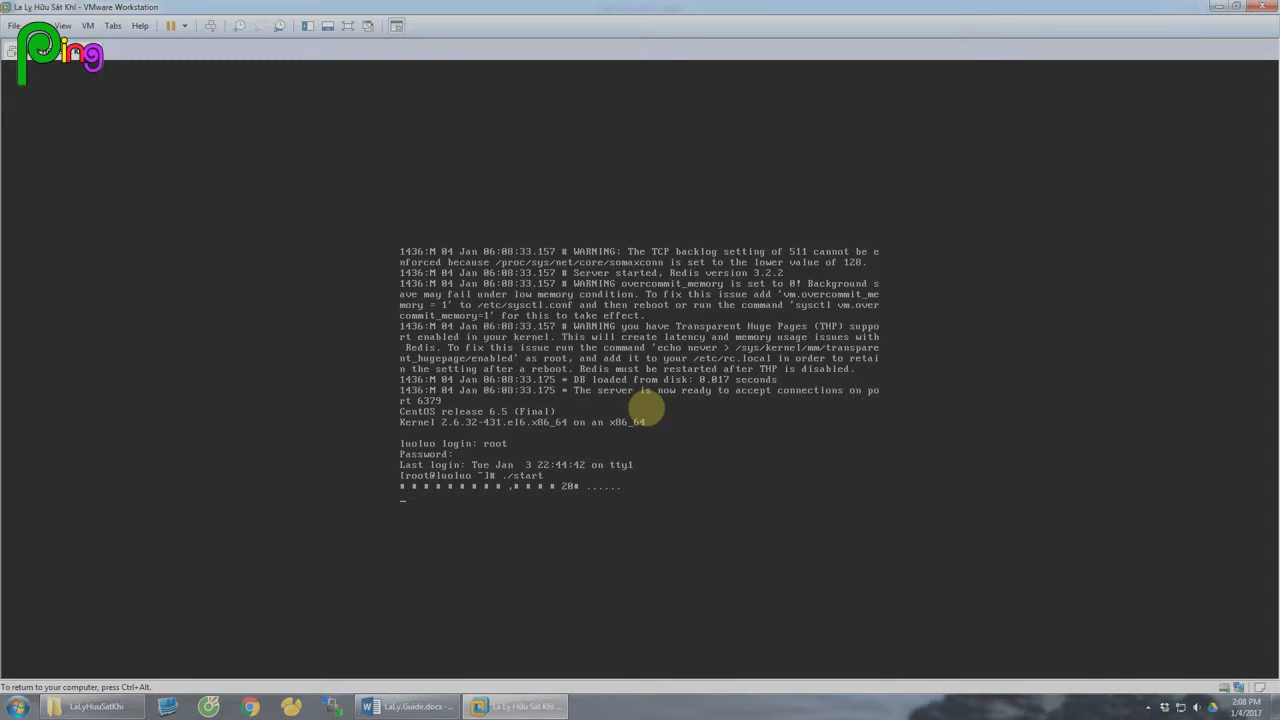 La Lý Hữu Sát Khí - VMware Workstation
File View VM Tabs Help
Ping
1436:M 04 Jan 06:08:33.157 # WARNING: The TCP backlog setting of 511 cannot be e
nforced because /proc/sys/net/core/somaxconn is set to the lower value of 128.
1436:M 04 Jan 06:08:33.157 # Server started, Redis version 3.2.2
1436:M 04 Jan 06:08:33.157 # WARNING overcommit_memory is set to 0! Background s
ave may fail under low memory condition. To fix this issue add 'vm.overcommit_me
mory = 1' to /etc/sysctl.conf and then reboot or run the command 'sysctl vm.over
commit_memory=1' for this to take effect.
1436:M 04 Jan 06:08:33.157 # WARNING you have Transparent Huge Pages (THP) suppo
rt enabled in your kernel. This will create latency and memory usage issues with
Redis. To fix this issue run the command 'echo never > /sys/kernel/mm/transpare
nt_hugepage/enabled' as root, and add it to your /etc/rc.local in order to retai
n the setting after a reboot. Redis must be restarted after THP is disabled.
1436:M 04 Jan 06:08:33.175 * DB loaded from disk: 0.017 seconds
1436:M 04 Jan 06:08:33.175 * The server is now ready to accept connections on po
rt 6379
CentOS release 6.5 (Final)
Kernel 2.6.32-431.el6.x86_64 on an x86_64
luoluo login: root
Password:
Last login: Tue Jan  3 22:44:42 on tty1
[root@luoluo ~]# ./start
■ ■ ■ ■ ■ ■ ■ ■ ■ ,■ ■ ■ ■ 20■ ......
_
To return to your computer, press Ctrl+Alt.
LaLyHuuSatKhi
LaLy.Guide.docx -...
La Lý Hữu Sát Khí ...
2:08 PM
1/4/2017